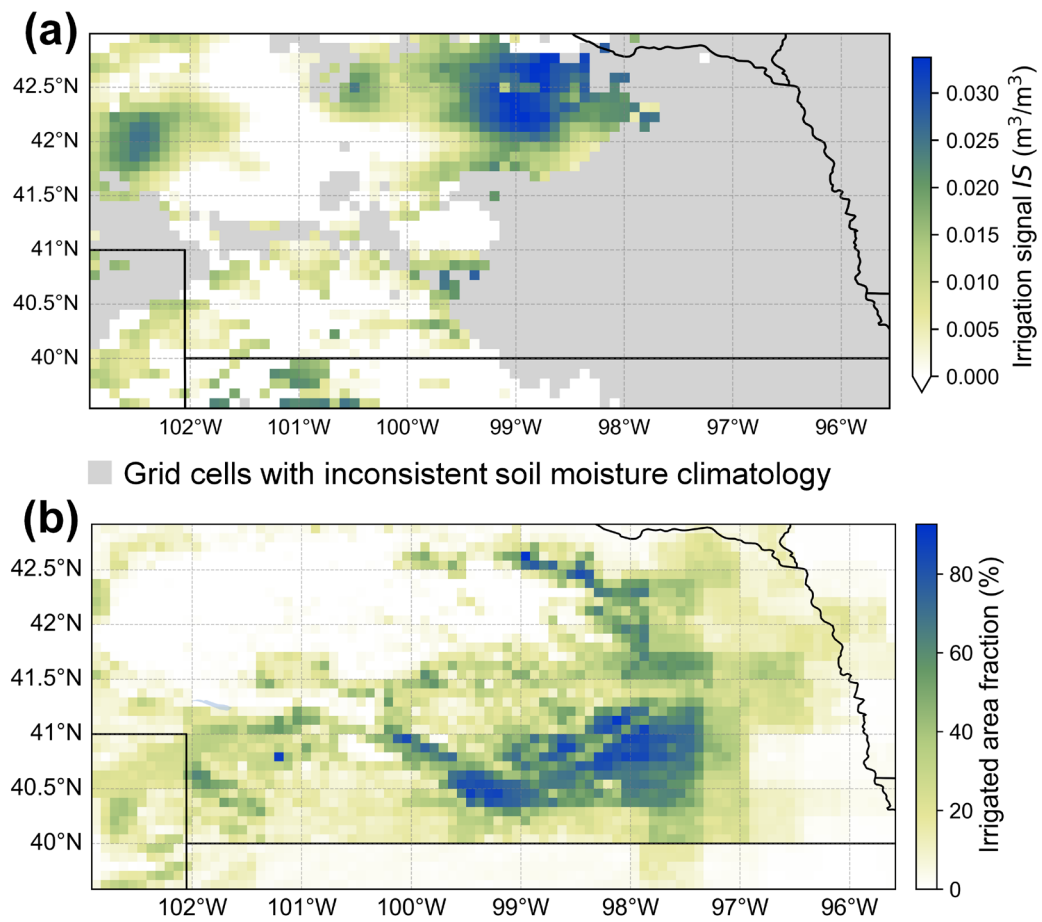 (a)
42.5°N
42°N
41.5°N
41°N
40.5°N
40°N
102°W 101°W 100°W 99°W 98°W 97°W 96°W
0.030
0.025
0.020
0.015
0.010
0.005
0.000
Irrigation signal IS (m³/m³)
Grid cells with inconsistent soil moisture climatology
(b)
42.5°N
42°N
41.5°N
41°N
40.5°N
40°N
102°W 101°W 100°W 99°W 98°W 97°W 96°W
80
60
40
20
0
Irrigated area fraction (%)